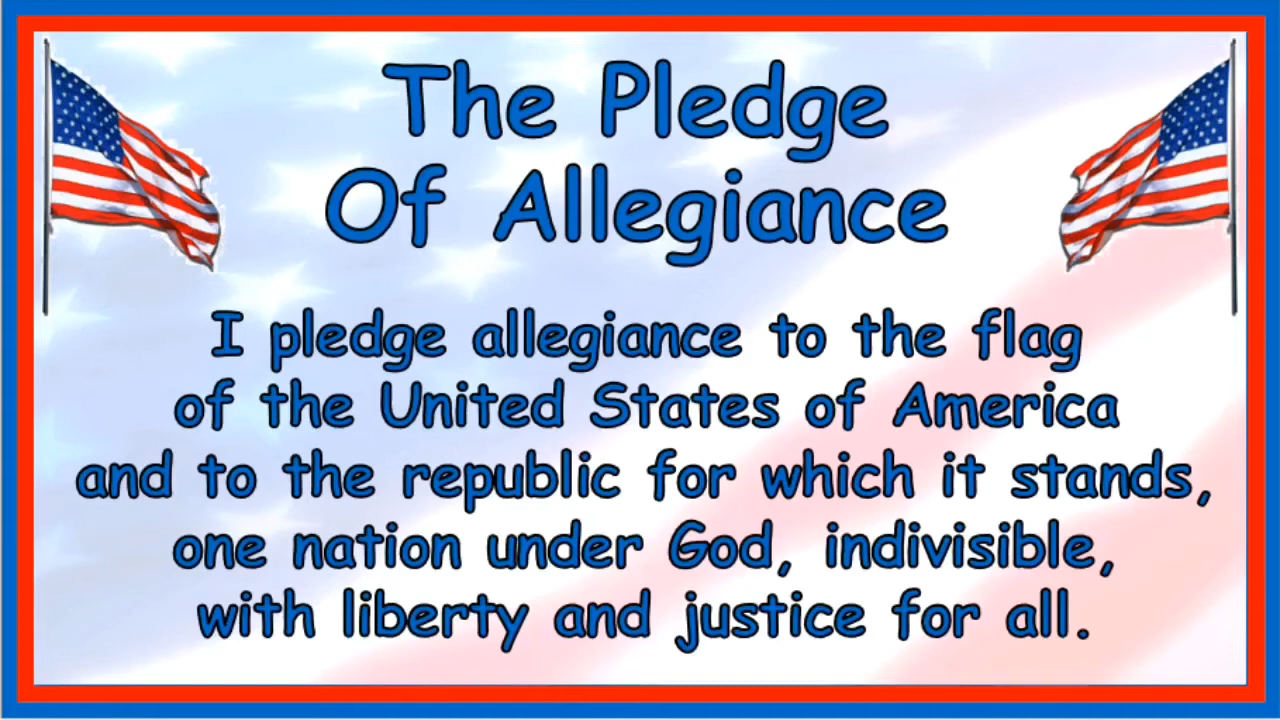 The Pledge
Of Allegiance
I pledge allegiance to the flag
of the United States of America
and to the republic for which it stands,
one nation under God, indivisible,
with liberty and justice for all.